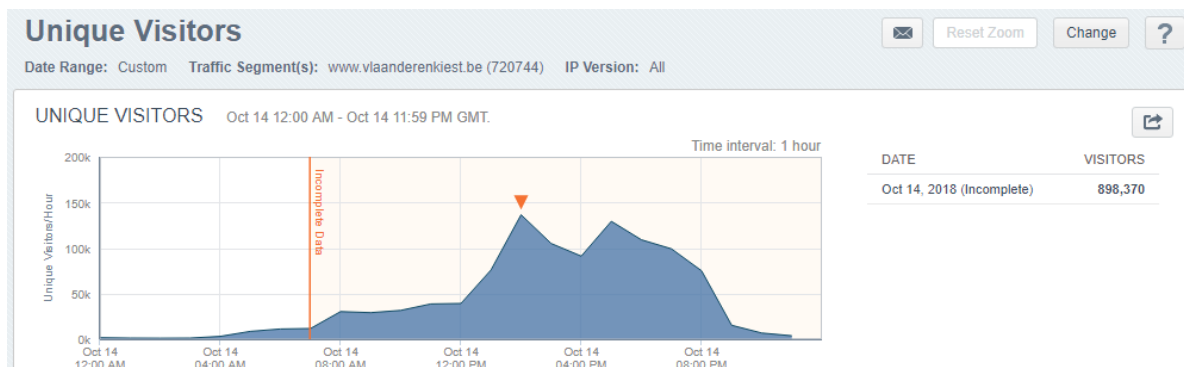 Unique Visitors
Reset Zoom
Change
?
Date Range: Custom Traffic Segment(s): www.vlaanderenkiest.be (720744) IP Version: All
UNIQUE VISITORS Oct 14 12:00 AM - Oct 14 11:59 PM GMT.
Time interval: 1 hour
DATE VISITORS
Oct 14, 2018 (Incomplete) 898,370
Unique Visitors/Hour
200k
150k
100k
50k
0k
Incomplete Data
Oct 14 Oct 14 Oct 14 Oct 14 Oct 14 Oct 14
12:00 AM 04:00 AM 08:00 AM 12:00 PM 04:00 PM 08:00 PM